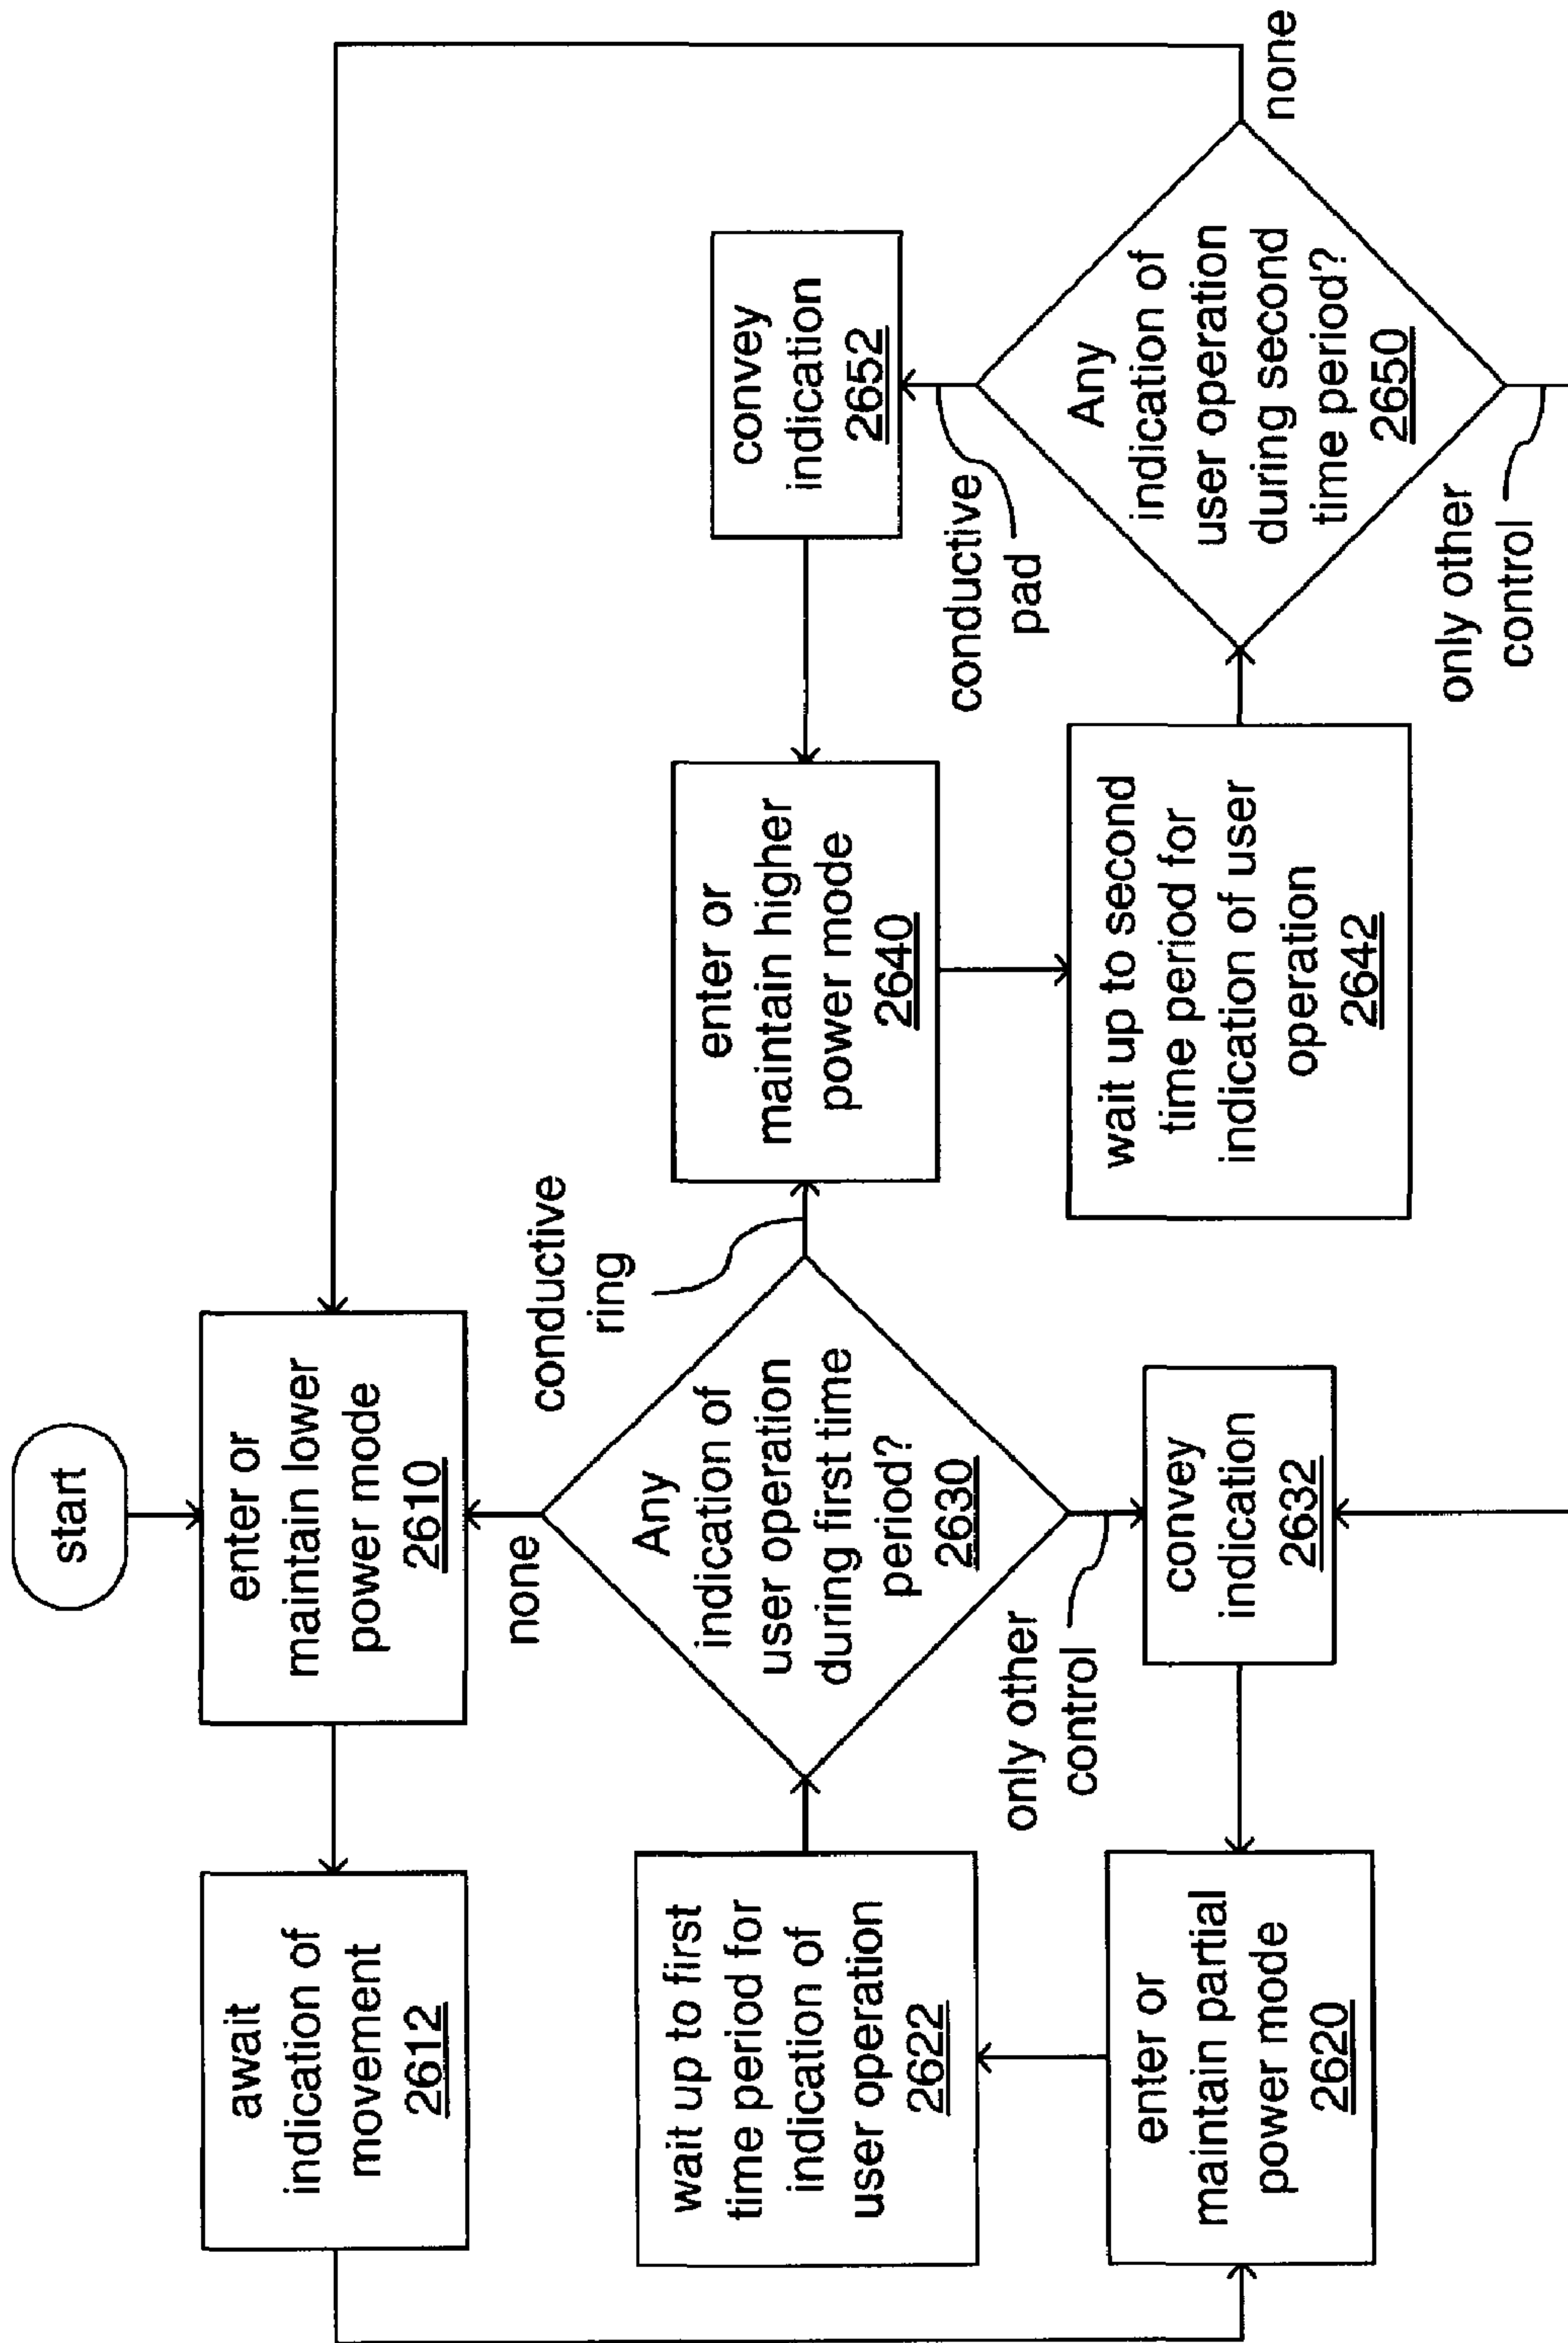 start
enter or
maintain lower
power mode
2610
await
indication of
movement
2612
none
conductive
ring
Any
indication of
user operation
during first time
period?
2630
wait up to first
time period for
indication of
user operation
2622
only other
control
convey
indication
2632
enter or
maintain partial
power mode
2620
enter or
maintain higher
power mode
2640
wait up to second
time period for
indication of user
operation
2642
convey
indication
2652
conductive
pad
Any
indication of
user operation
during second
time period?
2650
none
only other
control